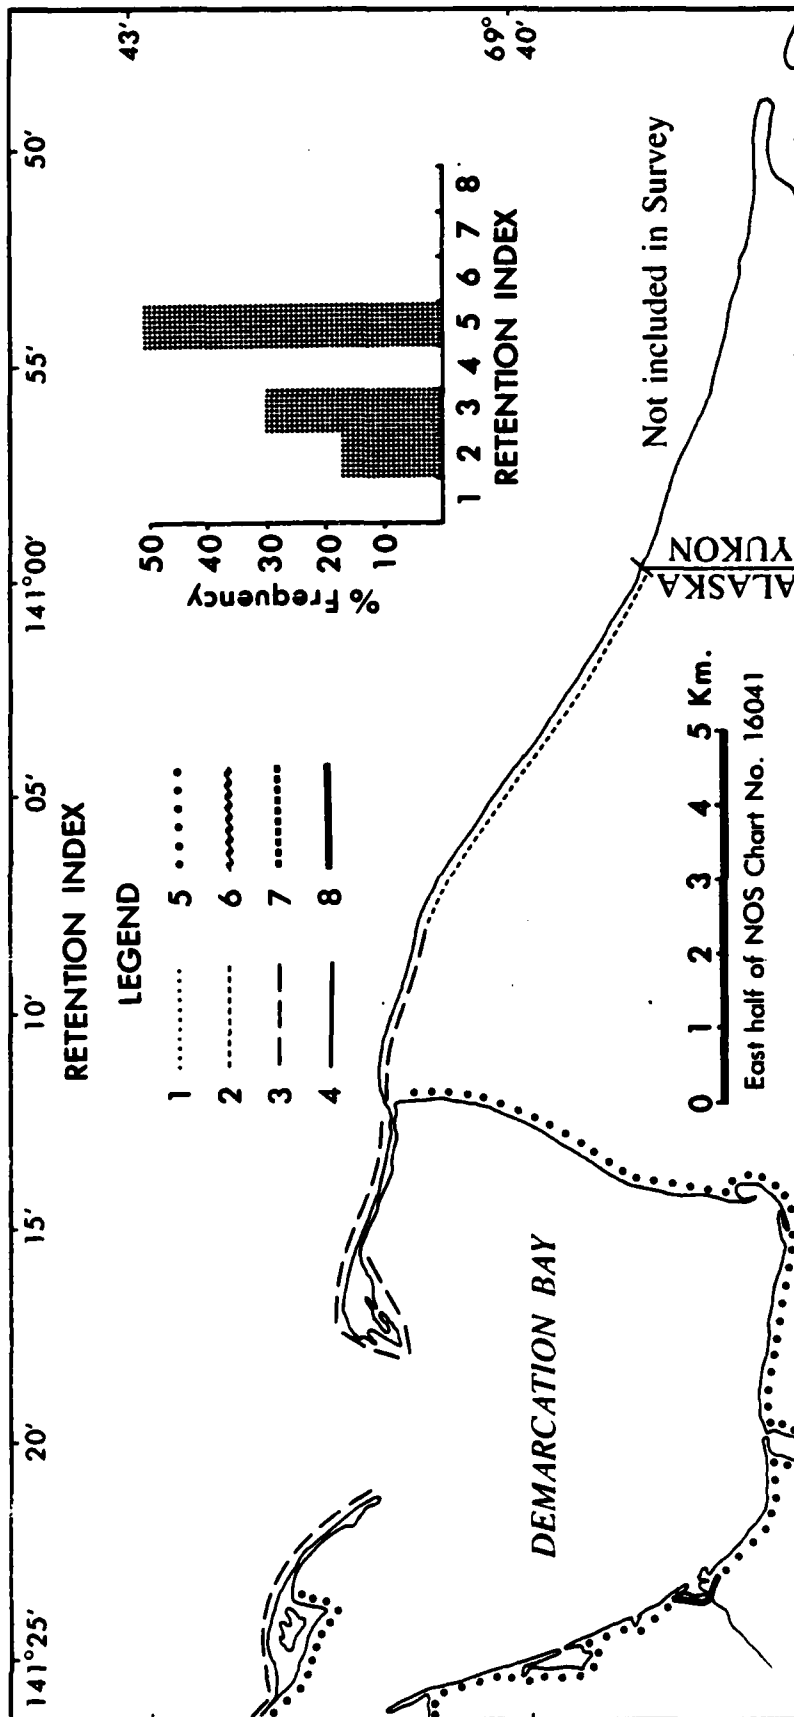 141°25′ 20′ 15′ 10′ 05′ 141°00′ 55′ 50′
43′
69°
40′
RETENTION INDEX
LEGEND
1 5
2 6
3 7
4 8
% Frequency
50
40
30
20
10
1 2 3 4 5 6 7 8
RETENTION INDEX
Not included in Survey
ALASKA
YUKON
DEMARCATION BAY
0 1 2 3 4 5 Km.
East half of NOS Chart No. 16041